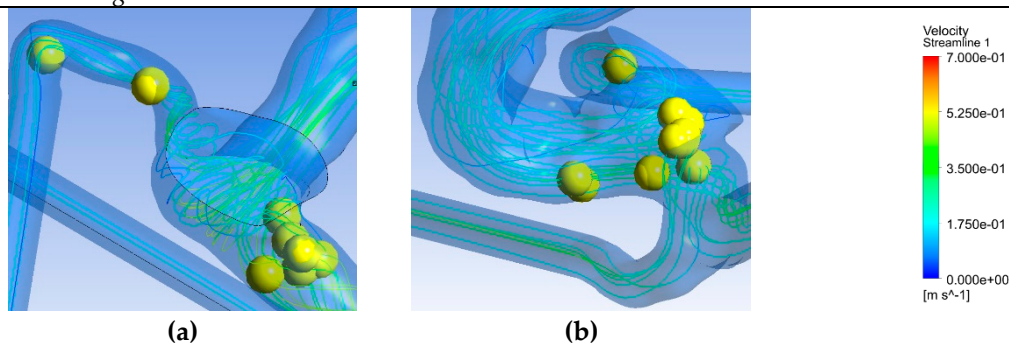 Velocity
Streamline 1
7.000e-01
5.250e-01
3.500e-01
1.750e-01
0.000e+00
[m s^-1]
(a)
(b)